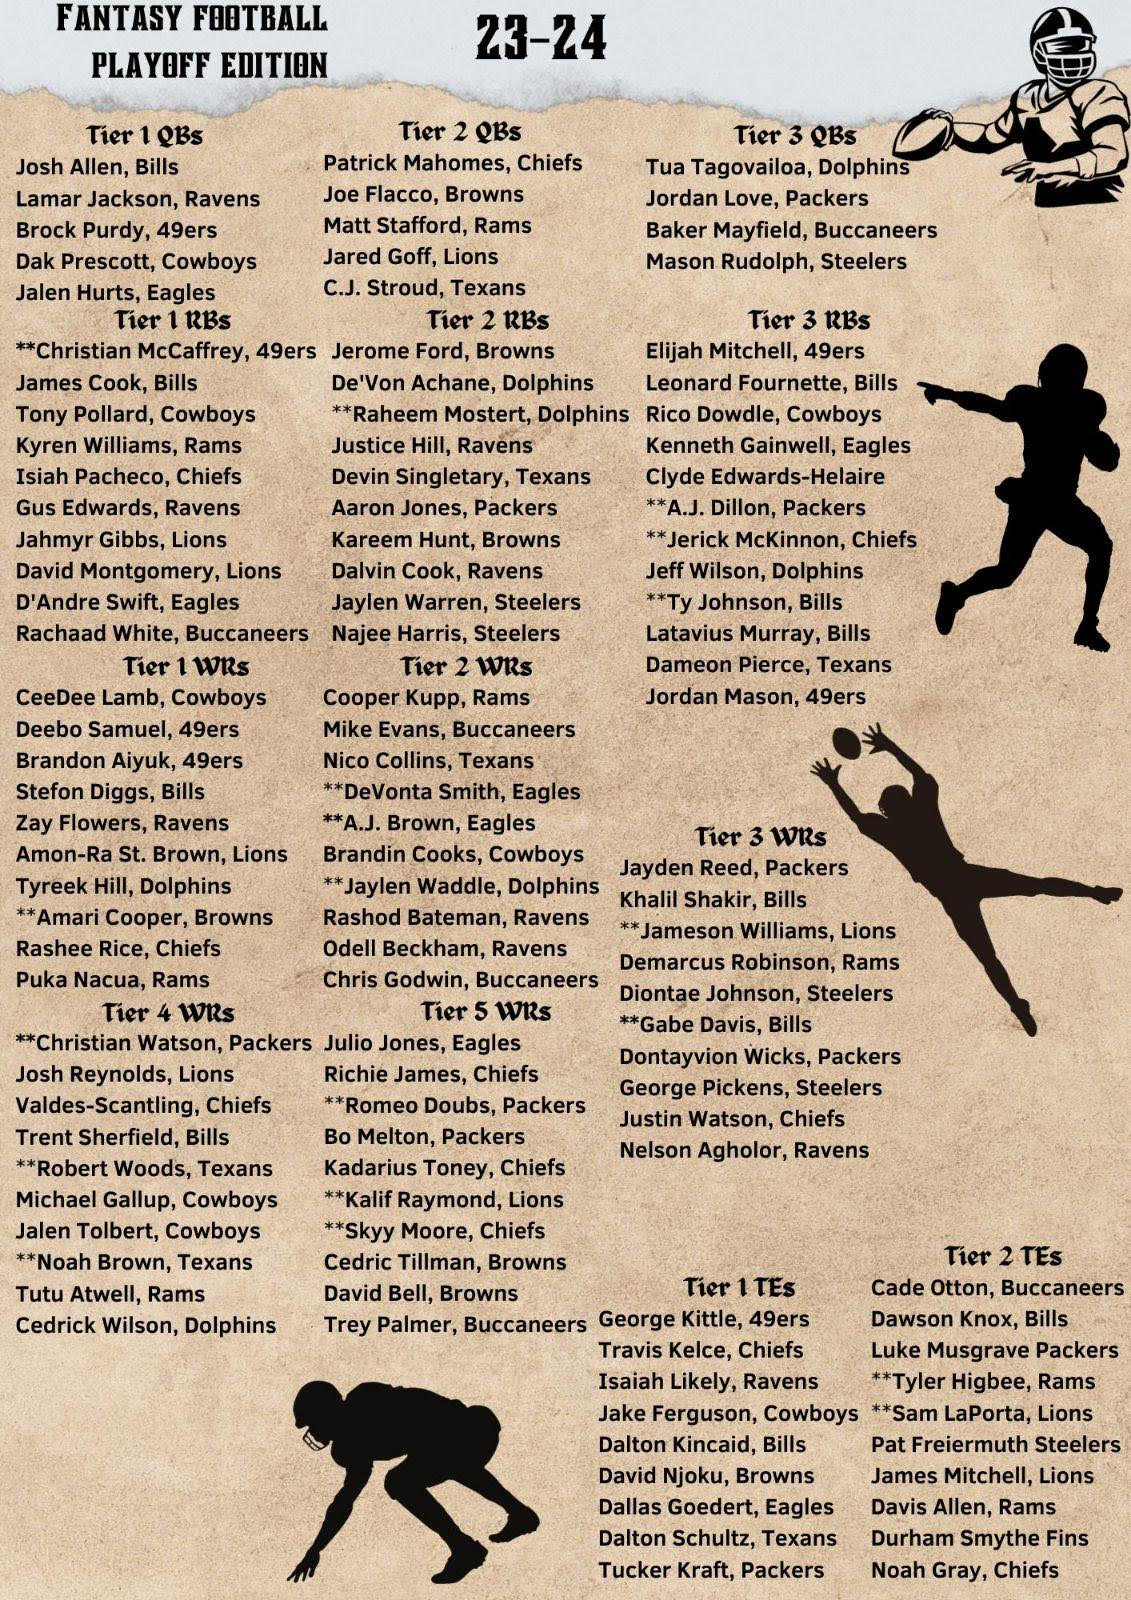 FANTASY FOOTBALL
PLAYOFF EDITION
23-24
Tier 1 QBs
Josh Allen, Bills
Lamar Jackson, Ravens
Brock Purdy, 49ers
Dak Prescott, Cowboys
Jalen Hurts, Eagles
Tier 2 QBs
Patrick Mahomes, Chiefs
Joe Flacco, Browns
Matt Stafford, Rams
Jared Goff, Lions
C.J. Stroud, Texans
Tier 3 QBs
Tua Tagovailoa, Dolphins
Jordan Love, Packers
Baker Mayfield, Buccaneers
Mason Rudolph, Steelers
Tier 1 RBs
**Christian McCaffrey, 49ers
James Cook, Bills
Tony Pollard, Cowboys
Kyren Williams, Rams
Isiah Pacheco, Chiefs
Gus Edwards, Ravens
Jahmyr Gibbs, Lions
David Montgomery, Lions
D'Andre Swift, Eagles
Rachaad White, Buccaneers
Tier 2 RBs
Jerome Ford, Browns
De'Von Achane, Dolphins
**Raheem Mostert, Dolphins
Justice Hill, Ravens
Devin Singletary, Texans
Aaron Jones, Packers
Kareem Hunt, Browns
Dalvin Cook, Ravens
Jaylen Warren, Steelers
Najee Harris, Steelers
Tier 3 RBs
Elijah Mitchell, 49ers
Leonard Fournette, Bills
Rico Dowdle, Cowboys
Kenneth Gainwell, Eagles
Clyde Edwards-Helaire
**A.J. Dillon, Packers
**Jerick McKinnon, Chiefs
Jeff Wilson, Dolphins
**Ty Johnson, Bills
Latavius Murray, Bills
Dameon Pierce, Texans
Jordan Mason, 49ers
Tier 1 WRs
CeeDee Lamb, Cowboys
Deebo Samuel, 49ers
Brandon Aiyuk, 49ers
Stefon Diggs, Bills
Zay Flowers, Ravens
Amon-Ra St. Brown, Lions
Tyreek Hill, Dolphins
**Amari Cooper, Browns
Rashee Rice, Chiefs
Puka Nacua, Rams
Tier 2 WRs
Cooper Kupp, Rams
Mike Evans, Buccaneers
Nico Collins, Texans
**DeVonta Smith, Eagles
**A.J. Brown, Eagles
Brandin Cooks, Cowboys
**Jaylen Waddle, Dolphins
Rashod Bateman, Ravens
Odell Beckham, Ravens
Chris Godwin, Buccaneers
Tier 3 WRs
Jayden Reed, Packers
Khalil Shakir, Bills
**Jameson Williams, Lions
Demarcus Robinson, Rams
Diontae Johnson, Steelers
**Gabe Davis, Bills
Dontayvion Wicks, Packers
George Pickens, Steelers
Justin Watson, Chiefs
Nelson Agholor, Ravens
Tier 4 WRs
**Christian Watson, Packers
Josh Reynolds, Lions
Valdes-Scantling, Chiefs
Trent Sherfield, Bills
**Robert Woods, Texans
Michael Gallup, Cowboys
Jalen Tolbert, Cowboys
**Noah Brown, Texans
Tutu Atwell, Rams
Cedrick Wilson, Dolphins
Tier 5 WRs
Julio Jones, Eagles
Richie James, Chiefs
**Romeo Doubs, Packers
Bo Melton, Packers
Kadarius Toney, Chiefs
**Kalif Raymond, Lions
**Skyy Moore, Chiefs
Cedric Tillman, Browns
David Bell, Browns
Trey Palmer, Buccaneers
Tier 1 TEs
George Kittle, 49ers
Travis Kelce, Chiefs
Isaiah Likely, Ravens
Jake Ferguson, Cowboys
Dalton Kincaid, Bills
David Njoku, Browns
Dallas Goedert, Eagles
Dalton Schultz, Texans
Tucker Kraft, Packers
Tier 2 TEs
Cade Otton, Buccaneers
Dawson Knox, Bills
Luke Musgrave Packers
**Tyler Higbee, Rams
**Sam LaPorta, Lions
Pat Freiermuth Steelers
James Mitchell, Lions
Davis Allen, Rams
Durham Smythe Fins
Noah Gray, Chiefs